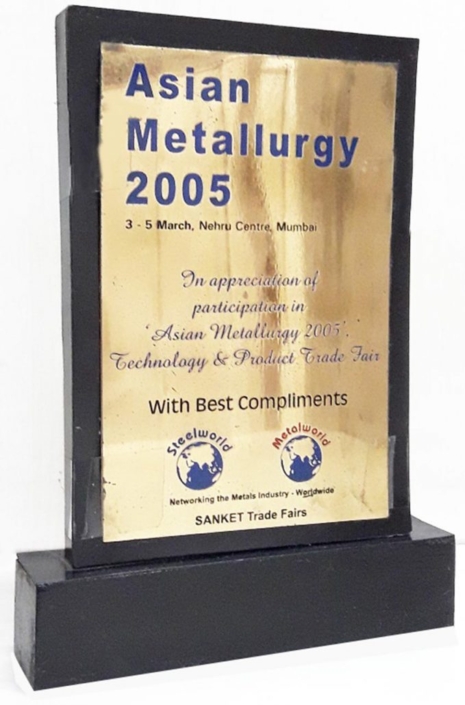 Asian
Metallurgy
2005
3 - 5 March, Nehru Centre, Mumbai
In appreciation of
participation in
'Asian Metallurgy 2005'.
Technology & Product Trade Fair
With Best Compliments
Steelworld Metalworld
Networking the Metals Industry - Worldwide
SANKET Trade Fairs